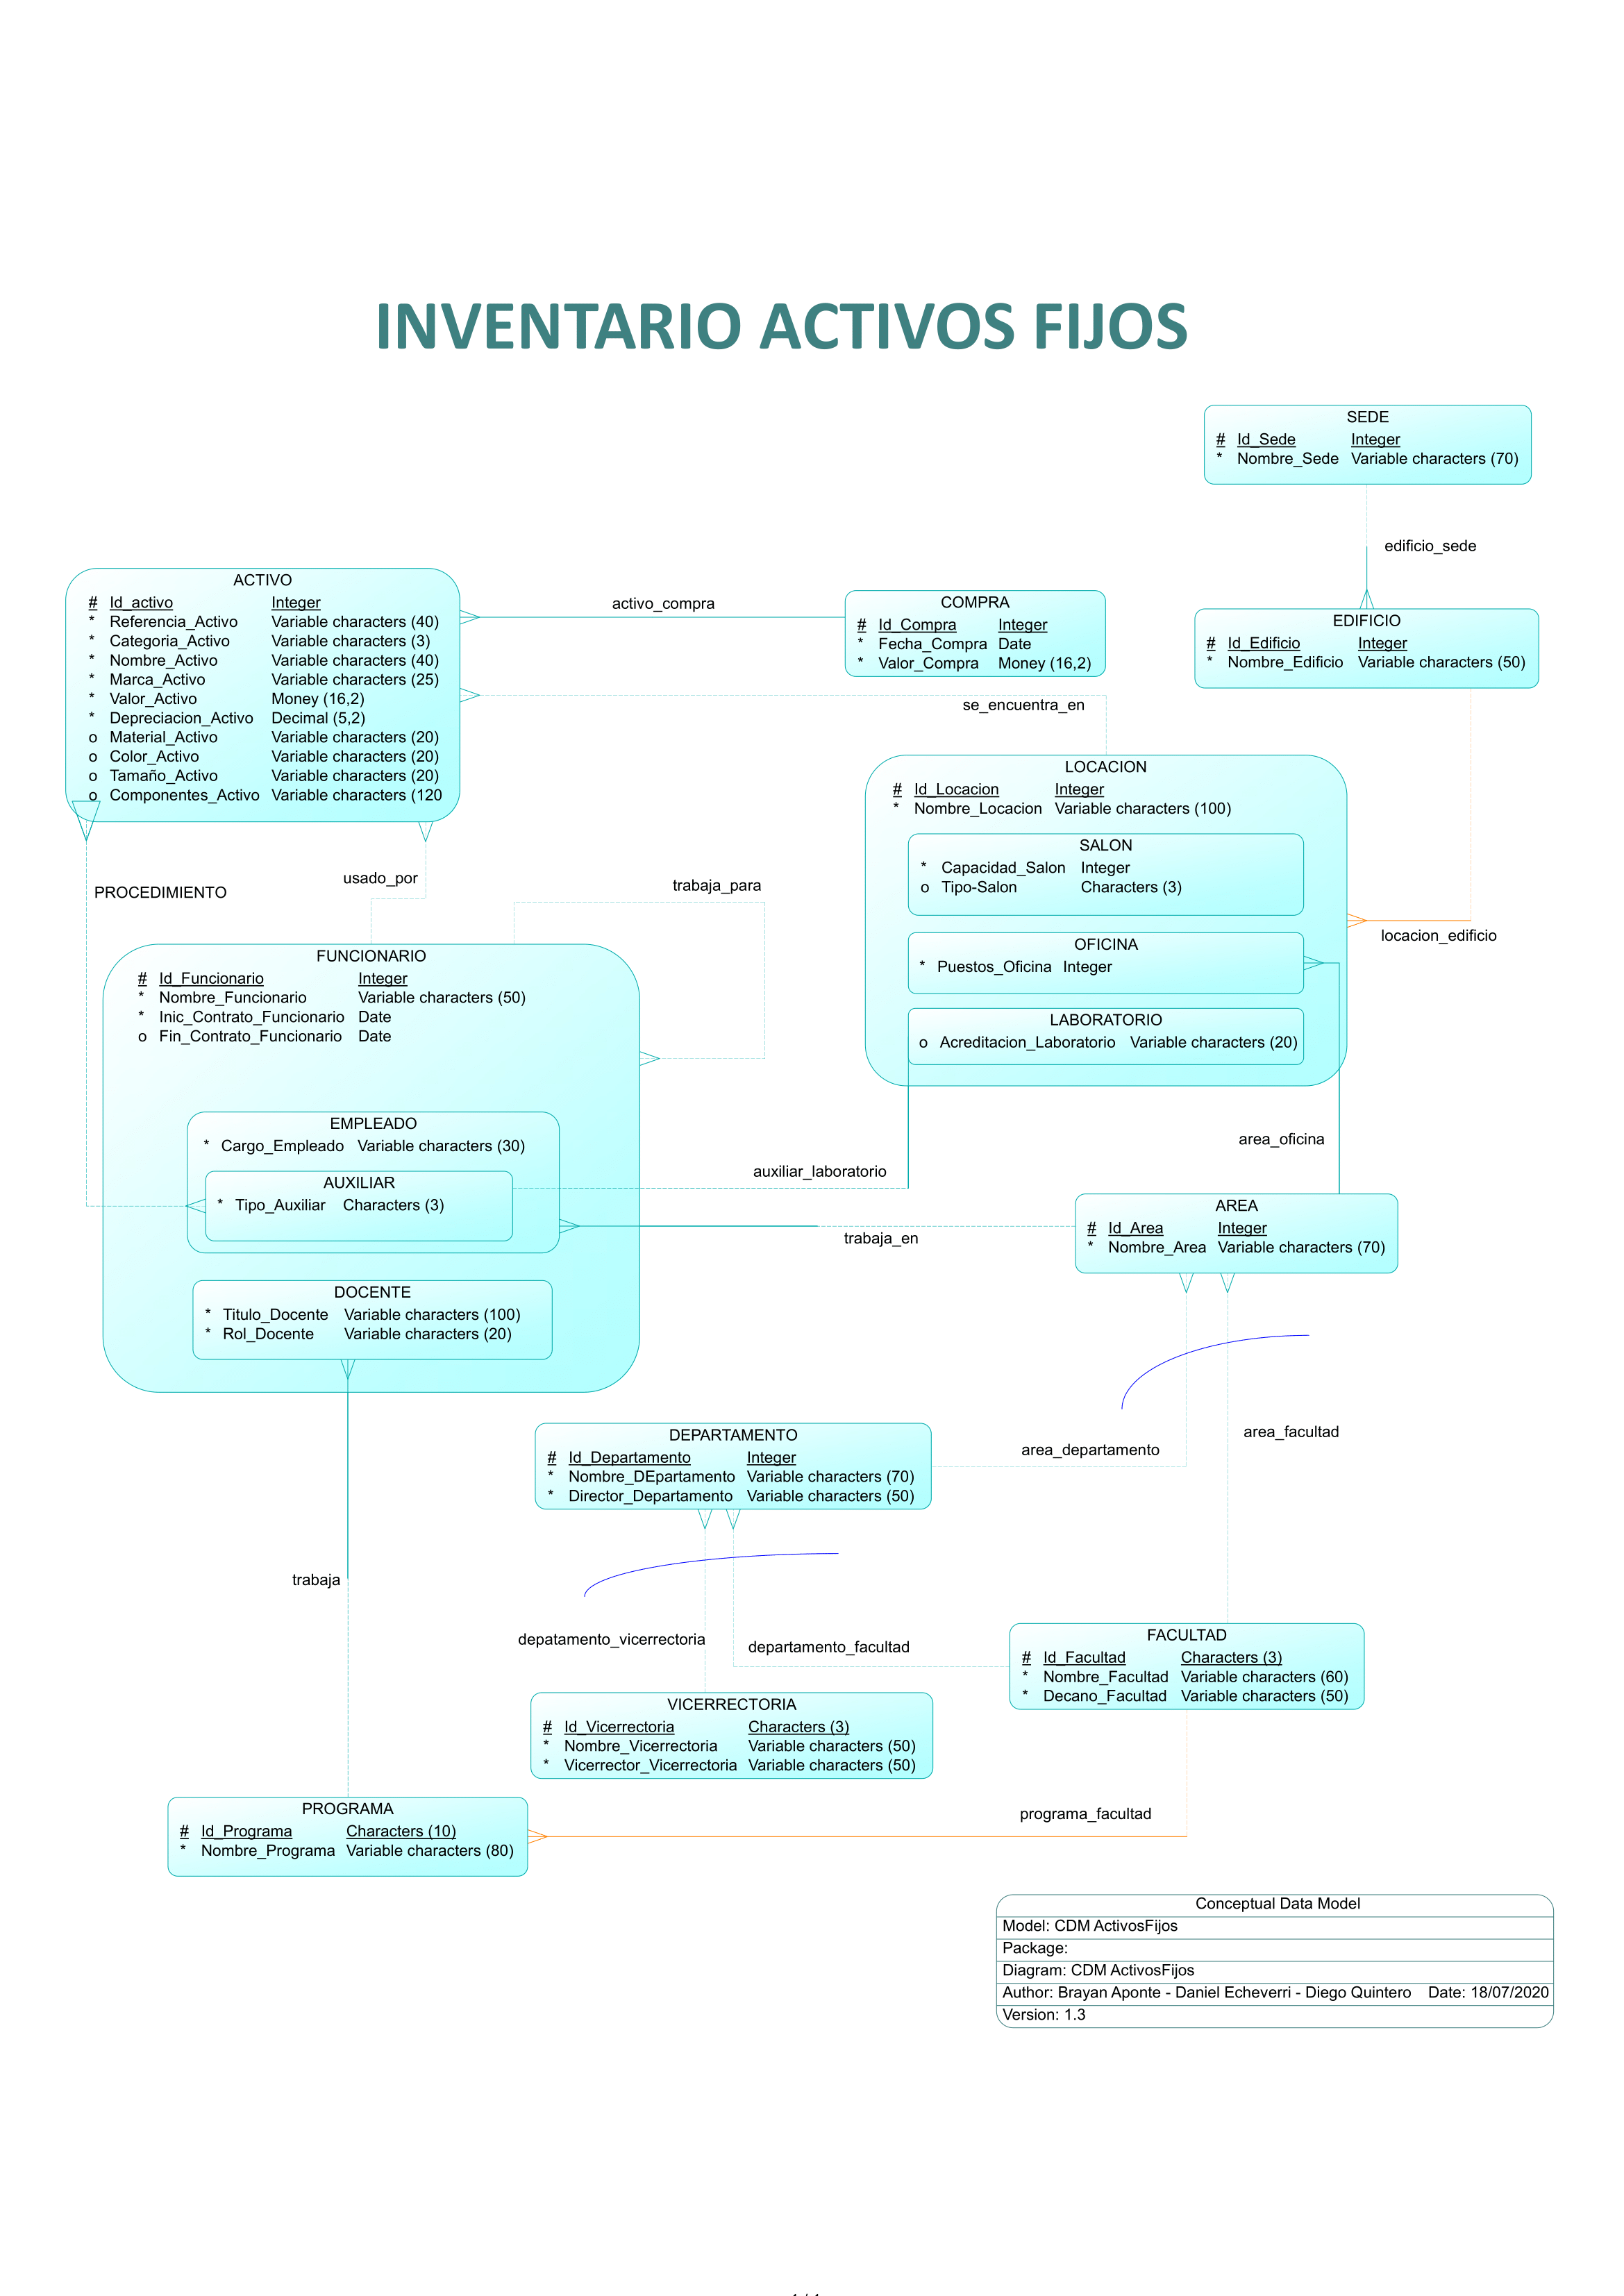 INVENTARIO ACTIVOS FIJOS
SEDE
# Id_Sede Integer
* Nombre_Sede Variable characters (70)
edificio_sede
ACTIVO
# Id_activo Integer
* Referencia_Activo Variable characters (40)
* Categoria_Activo Variable characters (3)
* Nombre_Activo Variable characters (40)
* Marca_Activo Variable characters (25)
* Valor_Activo Money (16,2)
* Depreciacion_Activo Decimal (5,2)
o Material_Activo Variable characters (20)
o Color_Activo Variable characters (20)
o Tamaño_Activo Variable characters (20)
o Componentes_Activo Variable characters (120
activo_compra
COMPRA
# Id_Compra Integer
* Fecha_Compra Date
* Valor_Compra Money (16,2)
EDIFICIO
# Id_Edificio Integer
* Nombre_Edificio Variable characters (50)
se_encuentra_en
LOCACION
# Id_Locacion Integer
* Nombre_Locacion Variable characters (100)
SALON
* Capacidad_Salon Integer
o Tipo-Salon Characters (3)
OFICINA
* Puestos_Oficina Integer
LABORATORIO
o Acreditacion_Laboratorio Variable characters (20)
locacion_edificio
PROCEDIMIENTO
usado_por
trabaja_para
FUNCIONARIO
# Id_Funcionario Integer
* Nombre_Funcionario Variable characters (50)
* Inic_Contrato_Funcionario Date
o Fin_Contrato_Funcionario Date
EMPLEADO
* Cargo_Empleado Variable characters (30)
AUXILIAR
* Tipo_Auxiliar Characters (3)
auxiliar_laboratorio
area_oficina
trabaja_en
AREA
# Id_Area Integer
* Nombre_Area Variable characters (70)
DOCENTE
* Titulo_Docente Variable characters (100)
* Rol_Docente Variable characters (20)
DEPARTAMENTO
# Id_Departamento Integer
* Nombre_DEpartamento Variable characters (70)
* Director_Departamento Variable characters (50)
area_departamento
area_facultad
trabaja
depatamento_vicerrectoria
departamento_facultad
FACULTAD
# Id_Facultad Characters (3)
* Nombre_Facultad Variable characters (60)
* Decano_Facultad Variable characters (50)
VICERRECTORIA
# Id_Vicerrectoria Characters (3)
* Nombre_Vicerrectoria Variable characters (50)
* Vicerrector_Vicerrectoria Variable characters (50)
PROGRAMA
# Id_Programa Characters (10)
* Nombre_Programa Variable characters (80)
programa_facultad
Conceptual Data Model
Model: CDM ActivosFijos
Package:
Diagram: CDM ActivosFijos
Author: Brayan Aponte - Daniel Echeverri - Diego Quintero Date: 18/07/2020
Version: 1.3